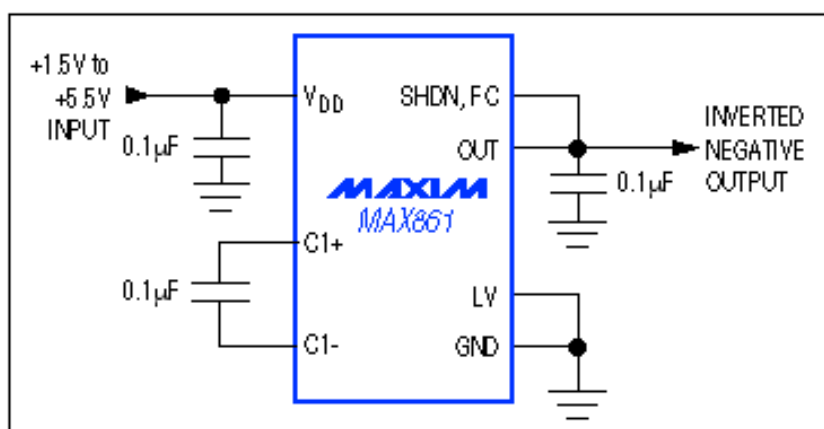 +1.5V to
+5.5V
INPUT
0.1µF
VDD
C1+
0.1µF
C1-
MAXIM
MAX861
SHDN, FC
OUT
LV
GND
0.1µF
INVERTED
NEGATIVE
OUTPUT